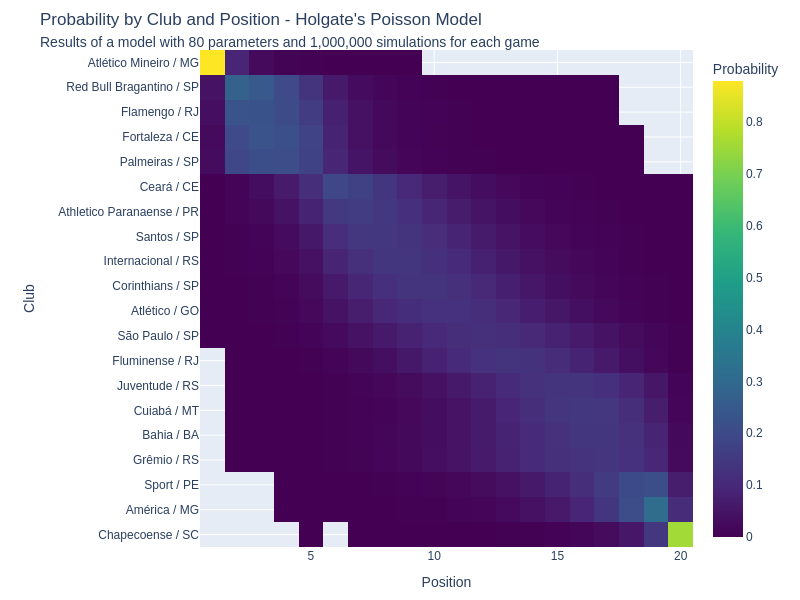 Probability by Club and Position - Holgate's Poisson Model
Results of a model with 80 parameters and 1,000,000 simulations for each game
Probability
Club
Atlético Mineiro / MG
Red Bull Bragantino / SP
Flamengo / RJ
Fortaleza / CE
Palmeiras / SP
Ceará / CE
Athletico Paranaense / PR
Santos / SP
Internacional / RS
Corinthians / SP
Atlético / GO
São Paulo / SP
Fluminense / RJ
Juventude / RS
Cuiabá / MT
Bahia / BA
Grêmio / RS
Sport / PE
América / MG
Chapecoense / SC
0.8
0.7
0.6
0.5
0.4
0.3
0.2
0.1
0
5
10
15
20
Position